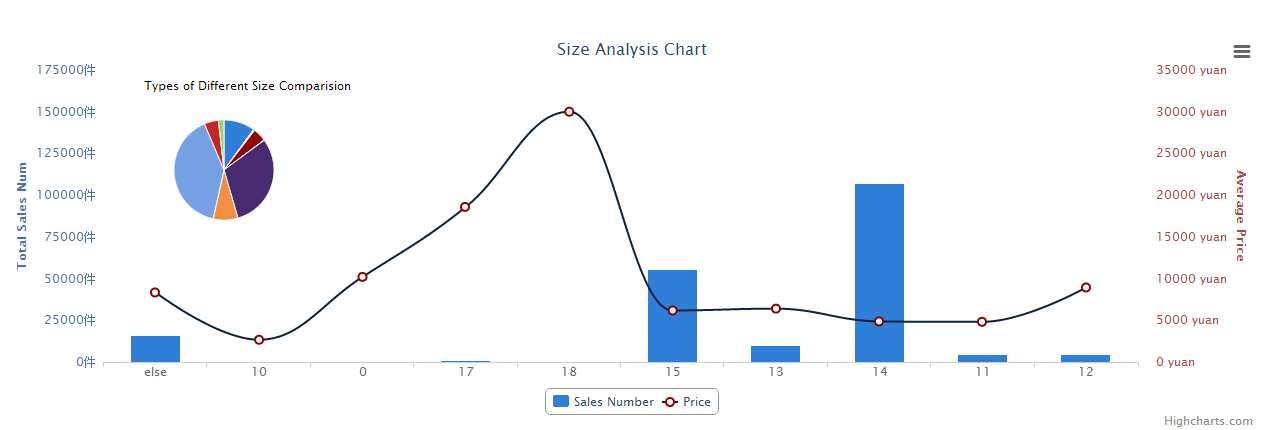 Size Analysis Chart
175000件
150000件
125000件
100000件
75000件
50000件
25000件
0件
Total Sales Num
Types of Different Size Comparision
35000 yuan
30000 yuan
25000 yuan
20000 yuan
15000 yuan
10000 yuan
5000 yuan
0 yuan
Average Price
else 10 0 17 18 15 13 14 11 12
Sales Number Price
Highcharts.com